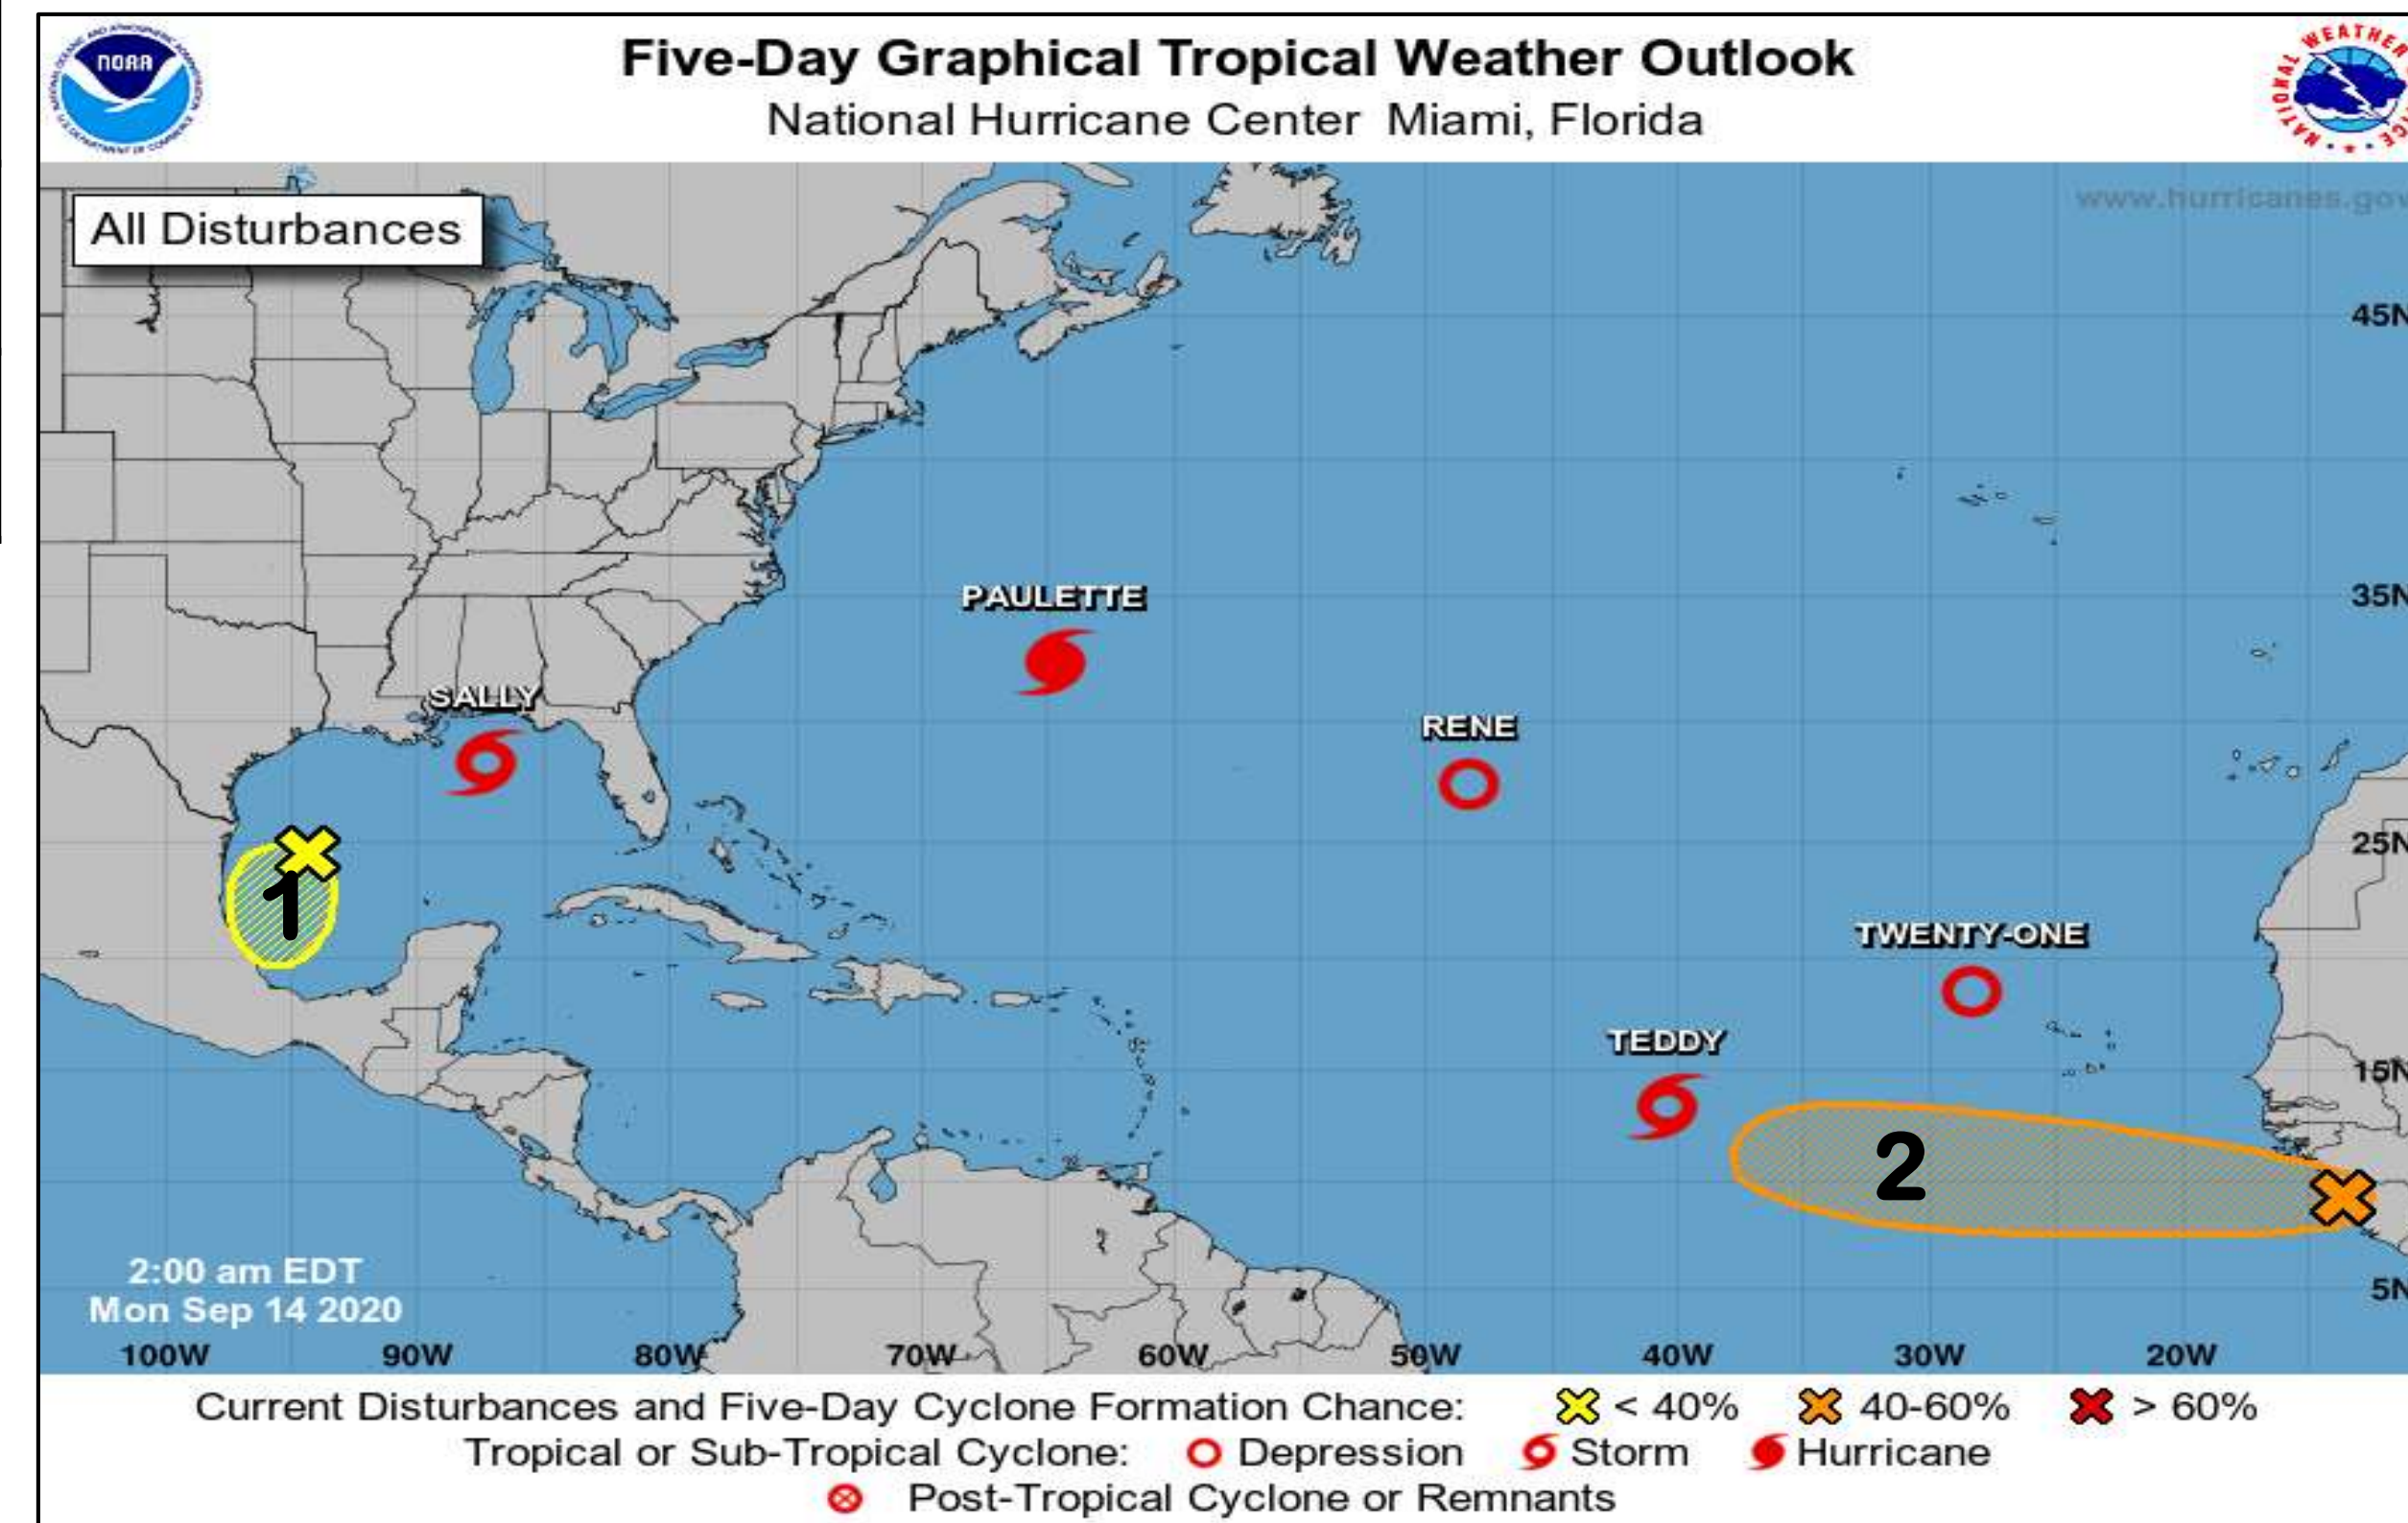 NOAA
Five-Day Graphical Tropical Weather Outlook
National Hurricane Center Miami, Florida
All Disturbances
www.hurricanes.gov
45N
PAULETTE
35N
SALLY
RENE
25N
1
TWENTY-ONE
TEDDY
15N
2
2:00 am EDT
Mon Sep 14 2020
5N
100W 90W 80W 70W 60W 50W 40W 30W 20W
Current Disturbances and Five-Day Cyclone Formation Chance: < 40% 40-60% > 60%
Tropical or Sub-Tropical Cyclone: Depression Storm Hurricane
Post-Tropical Cyclone or Remnants